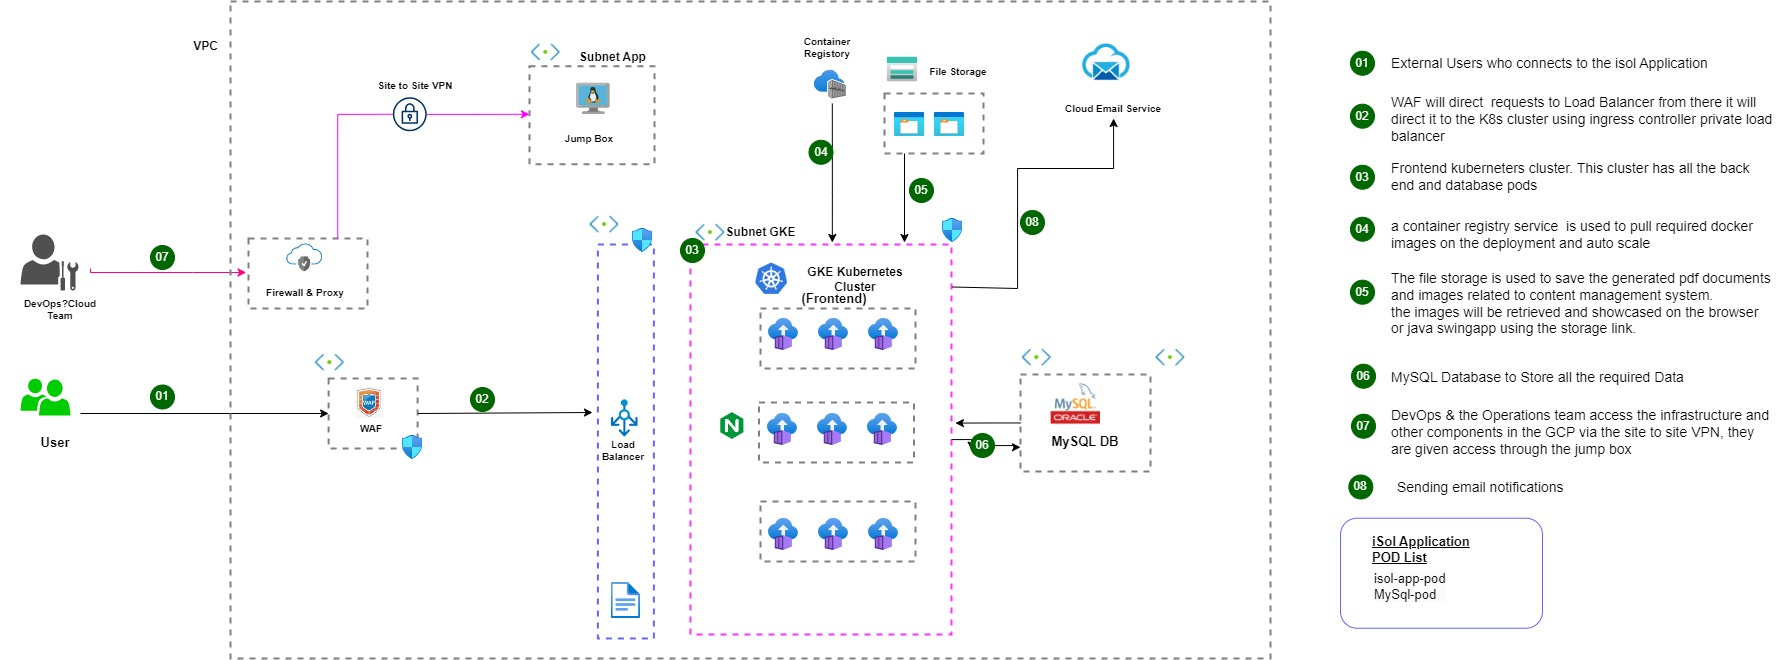 VPC
Subnet App
Site to Site VPN
Jump Box
Container
Registory
File Storage
Cloud Email Service
04
05
08
DevOps?Cloud
Team
07
Firewall & Proxy
03
Subnet GKE
GKE Kubernetes
Cluster
(Frontend)
User
01
WAF
WAF
02
Load
Balancer
N
06
MySQL
ORACLE
MySQL DB
01
External Users who connects to the isol Application
02
WAF will direct requests to Load Balancer from there it will
direct it to the K8s cluster using ingress controller private load
balancer
03
Frontend kuberneters cluster. This cluster has all the back
end and database pods
04
a container registry service is used to pull required docker
images on the deployment and auto scale
05
The file storage is used to save the generated pdf documents
and images related to content management system.
the images will be retrieved and showcased on the browser
or java swingapp using the storage link.
06
MySQL Database to Store all the required Data
07
DevOps & the Operations team access the infrastructure and
other components in the GCP via the site to site VPN, they
are given access through the jump box
08
Sending email notifications
iSol Application
POD List
isol-app-pod
MySql-pod